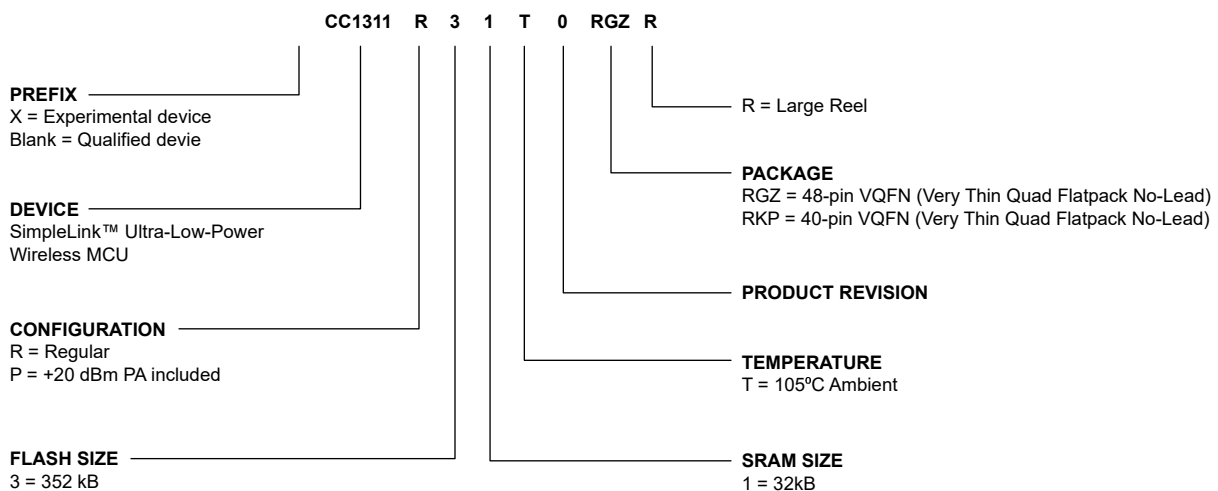 CC1311 R 3 1 T 0 RGZ R
PREFIX
X = Experimental device
Blank = Qualified devie
DEVICE
SimpleLink™ Ultra-Low-Power
Wireless MCU
CONFIGURATION
R = Regular
P = +20 dBm PA included
FLASH SIZE
3 = 352 kB
R = Large Reel
PACKAGE
RGZ = 48-pin VQFN (Very Thin Quad Flatpack No-Lead)
RKP = 40-pin VQFN (Very Thin Quad Flatpack No-Lead)
PRODUCT REVISION
TEMPERATURE
T = 105ºC Ambient
SRAM SIZE
1 = 32kB